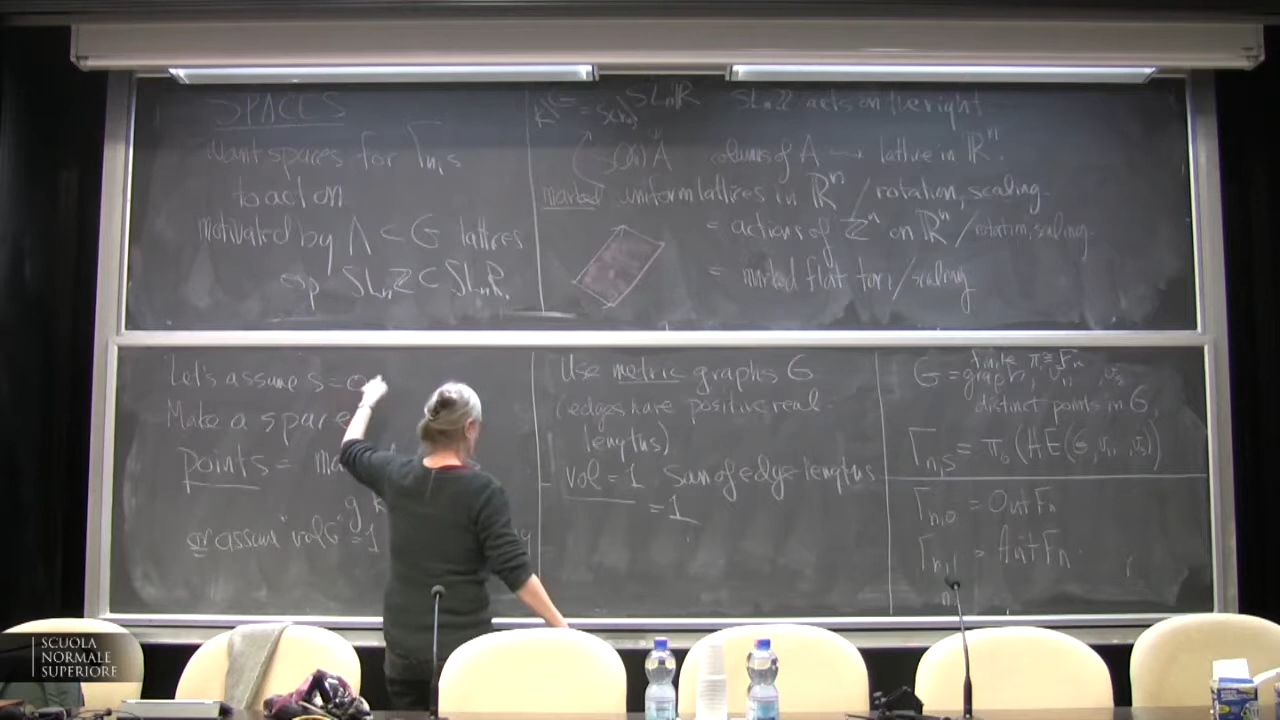 SPACES
want spaces for Γn,s
to act on
motivated by Λ ⊂ G lattices
SLnZ ⊂ SLnR
SLnR SLnZ acts on the right
SO(n) A columns of A → lattice in Rⁿ.
marked uniform lattices in Rⁿ / rotation, scaling
= actions of Zⁿ on Rⁿ / rotation, scaling
= marked flat tori / scaling
Let's assume s = 0
Make a space
points =
g
or assume "vol G" = 1
Use metric graphs G
(edges have positive real
lengths)
vol = 1 Sum of edge lengths
= 1
G = finite graph, π1 ≅ Fn
v1, , vs
distinct points in G,
Γn,s = π0 (HE(G, v1, , vs))
Γn,0 = Out Fn
Γn,1 = Aut Fn
SCUOLA
NORMALE
SUPERIORE